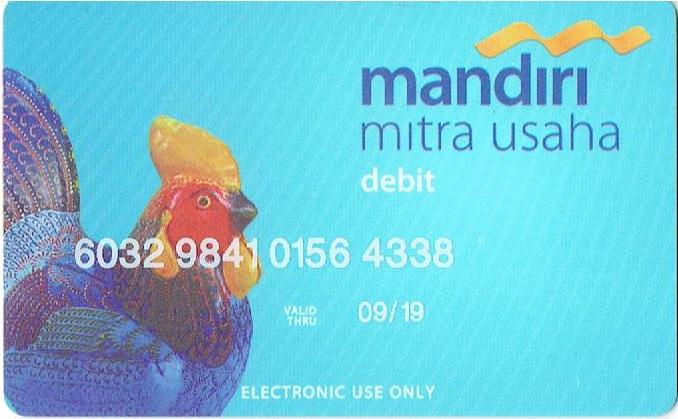 mandiri
mitra usaha
debit
6032 9841 0156 4338
VALID
THRU
09/19
ELECTRONIC USE ONLY